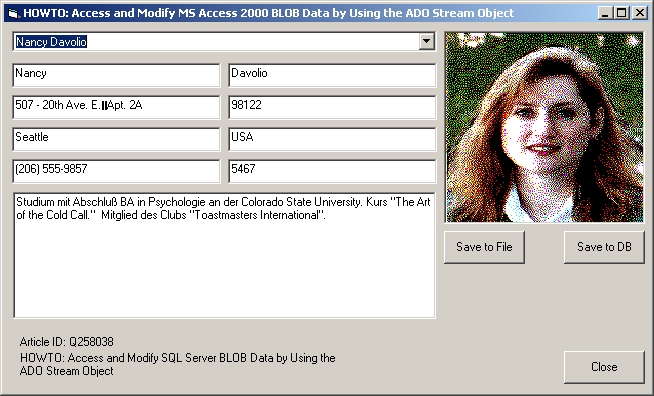 HOWTO: Access and Modify MS Access 2000 BLOB Data by Using the ADO Stream Object
Nancy Davolio
Nancy
Davolio
507 - 20th Ave. E.‖Apt. 2A
98122
Seattle
USA
(206) 555-9857
5467
Studium mit Abschluß BA in Psychologie an der Colorado State University. Kurs "The Art
of the Cold Call."  Mitglied des Clubs "Toastmasters International".
Save to File
Save to DB
Article ID: Q258038
HOWTO: Access and Modify SQL Server BLOB Data by Using the
ADO Stream Object
Close